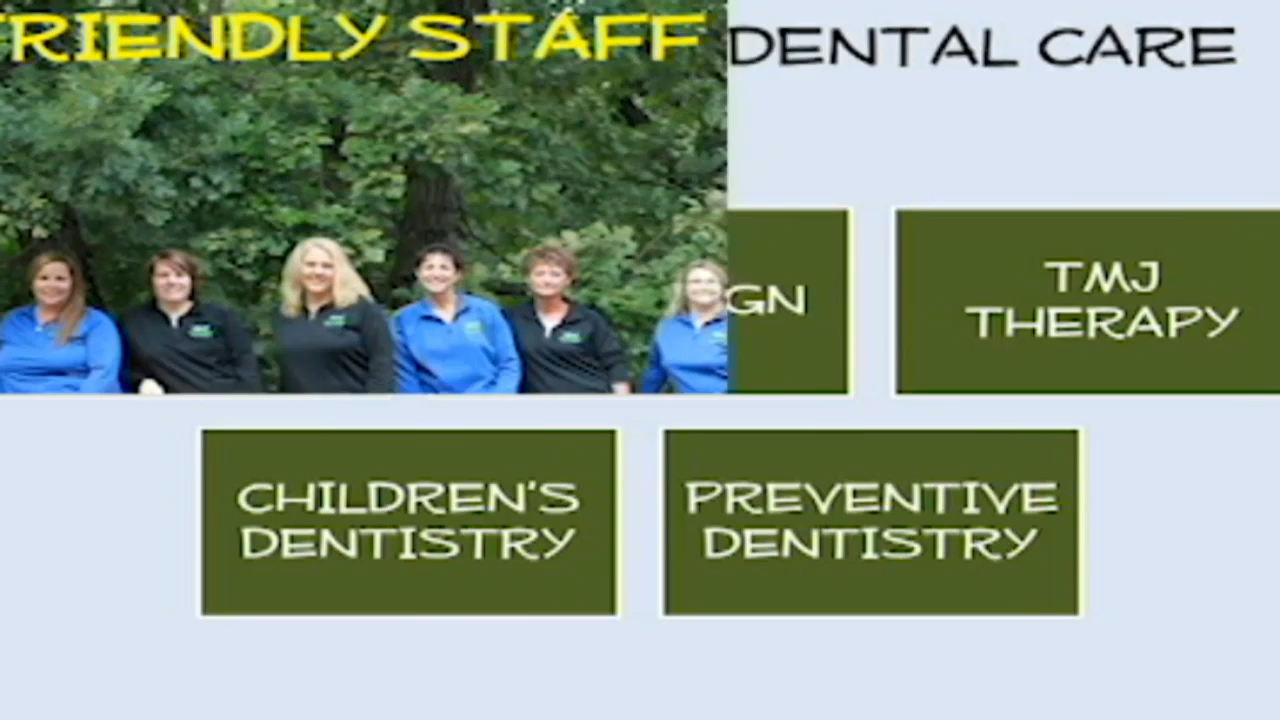 RIENDLY STAFF
DENTAL CARE
GN
TMJ
THERAPY
CHILDREN'S
DENTISTRY
PREVENTIVE
DENTISTRY